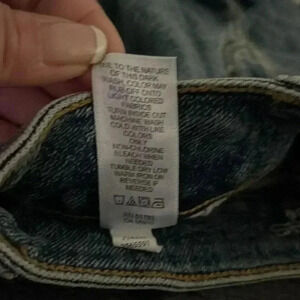 DUE TO THE NATURE
OF THIS DARK
WASH, COLOR MAY
RUB OFF ONTO
LIGHT COLORED
FABRICS
TURN INSIDE OUT
MACHINE WASH
COLD WITH LIKE
COLORS
ONLY
NON-CHLORINE
BLEACH WHEN
NEEDED
TUMBLE DRY LOW
WARM IRON ON
REVERSE IF
NEEDED